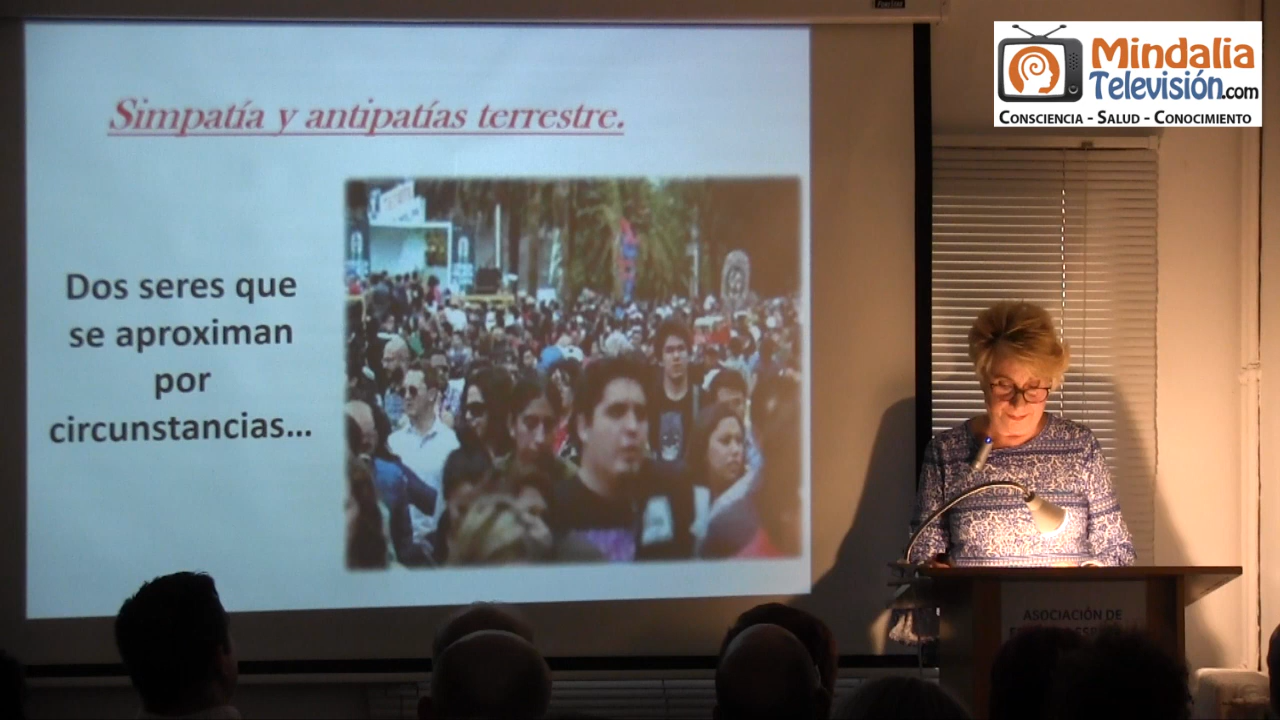 Mindalia
Televisión.com
CONSCIENCIA - SALUD - CONOCIMIENTO
Simpatía y antipatías terrestre.
Dos seres que
se aproximan
por
circunstancias...
ASOCIACIÓN DE